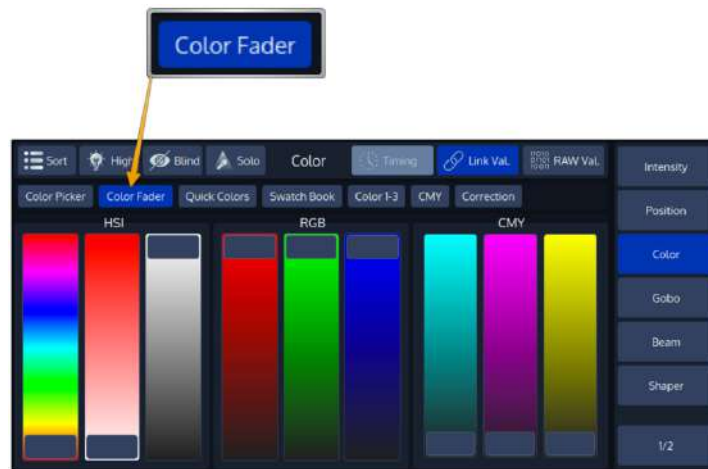 Color Fader
Sort High Blind Solo Color Timing Link Val. RAW Val.
Color Picker Color Fader Quick Colors Swatch Book Color 1-3 CMY Correction
HSI RGB CMY
Intensity
Position
Color
Gobo
Beam
Shaper
1/2